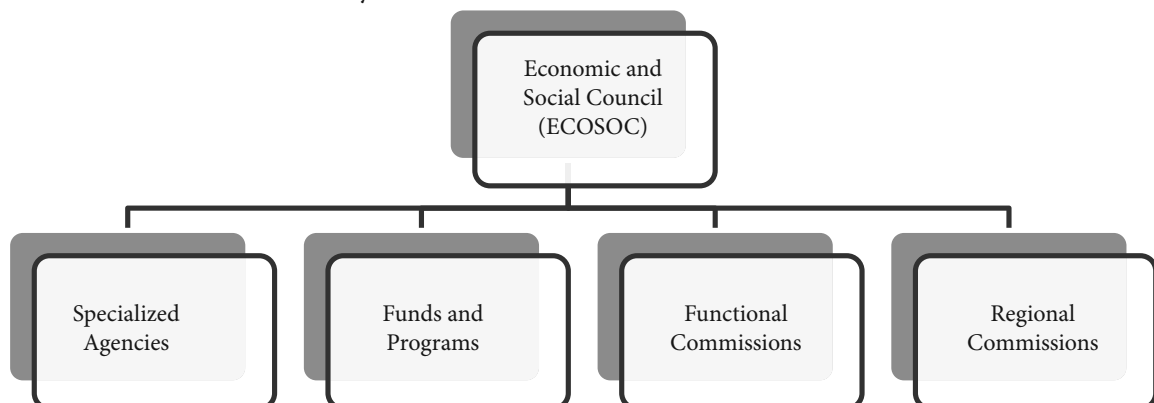 Economic and
Social Council
(ECOSOC)
Specialized
Agencies
Funds and
Programs
Functional
Commissions
Regional
Commissions